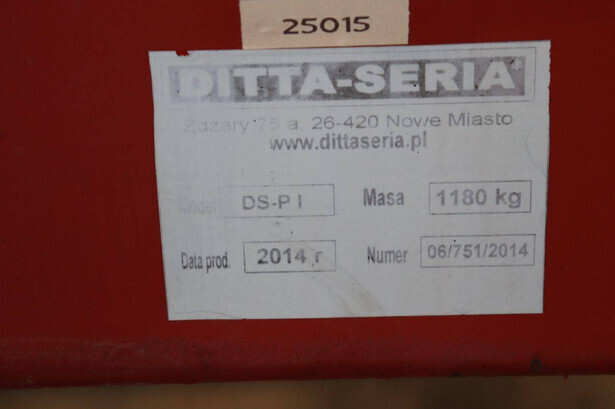 25015
DITTA-SERIA®
Zdzary 75 a, 26-420 Nowe Miasto
www.dittaseria.pl
Model DS-P I Masa 1180 kg
Data prod. 2014 r Numer 06/751/2014